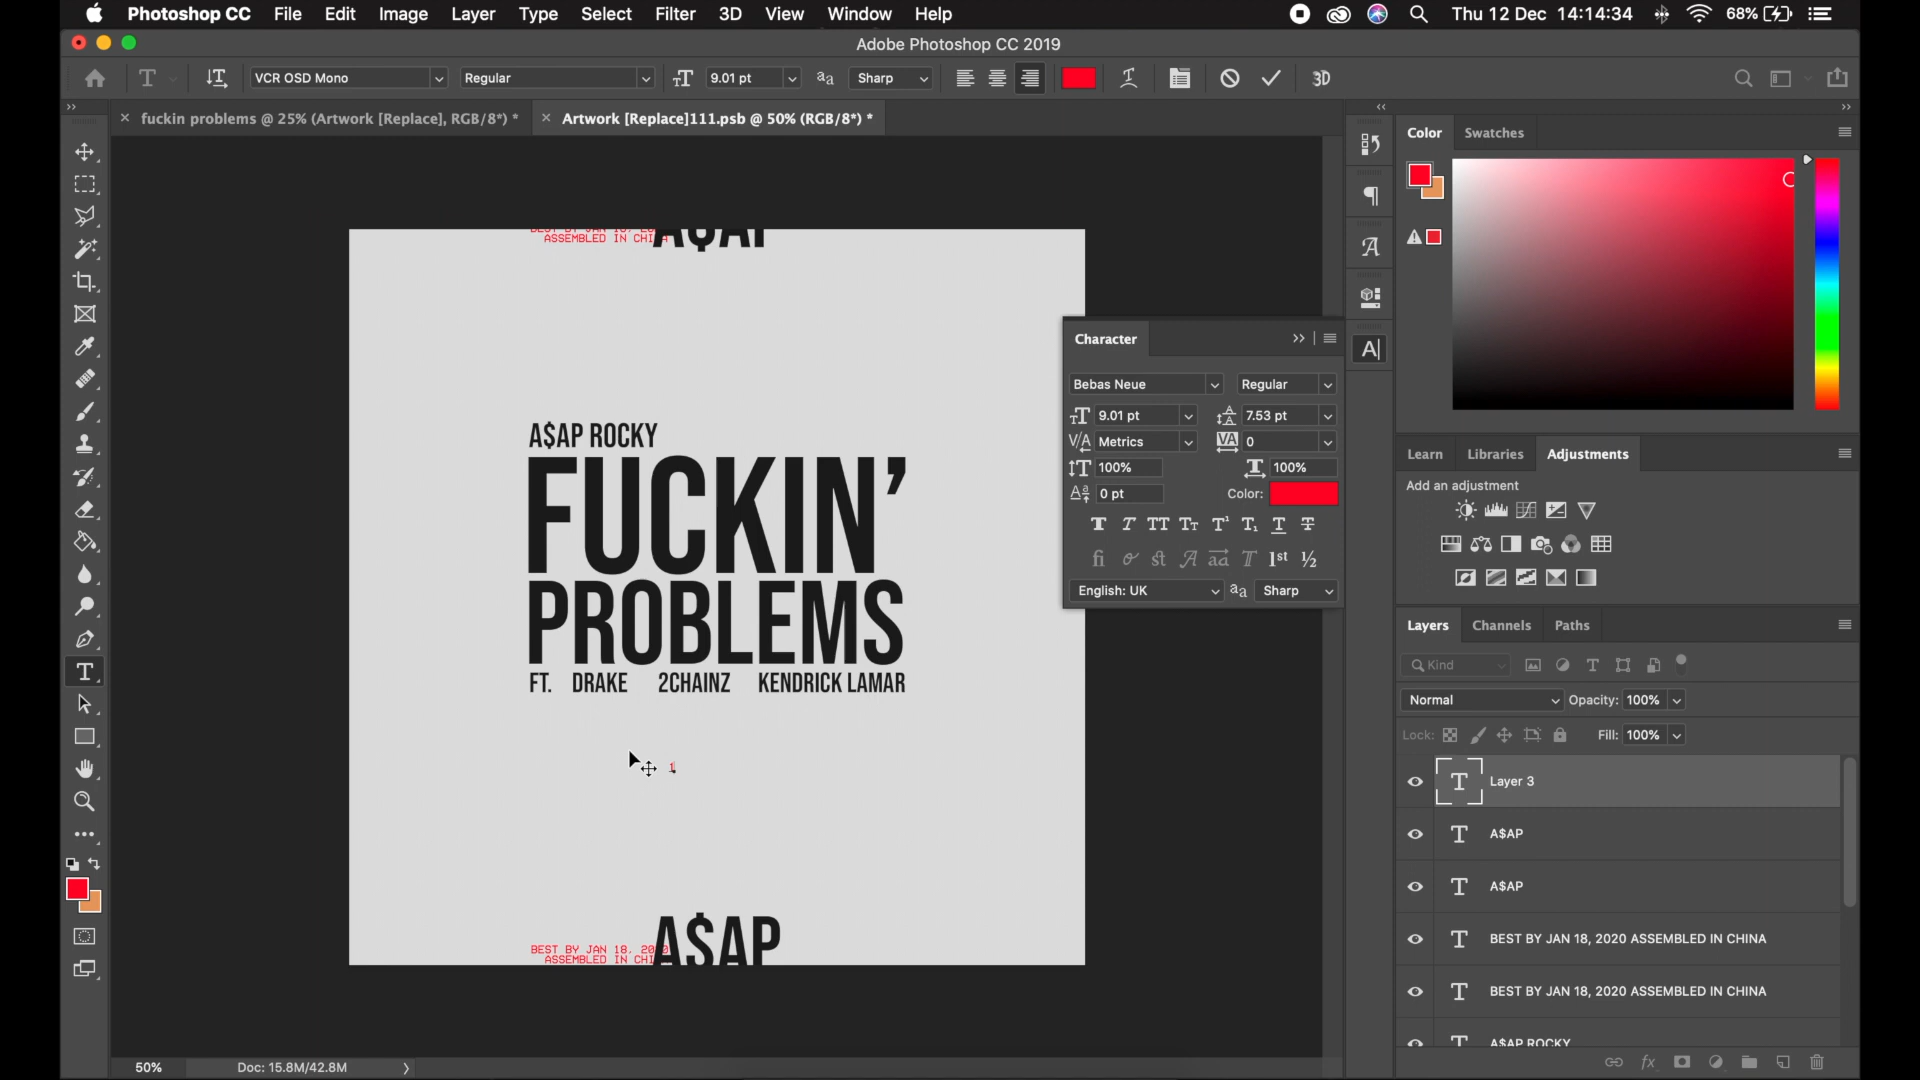 Photoshop CC File Edit Image Layer Type Select Filter 3D View Window Help Thu 12 Dec 14:14:34 68%
Adobe Photoshop CC 2019
VCR OSD Mono Regular 9.01 pt Sharp 3D
fuckin problems @ 25% (Artwork [Replace], RGB/8*) *
Artwork [Replace]111.psb @ 50% (RGB/8*) *
Color Swatches
ASSEMBLED IN CHI
A$AP
A$AP ROCKY
FUCKIN’
PROBLEMS
FT. DRAKE 2CHAINZ KENDRICK LAMAR
1
BEST BY JAN 18, 20
ASSEMBLED IN CHI
A$AP
Character
Bebas Neue Regular
9.01 pt 7.53 pt
Metrics 0
100% 100%
0 pt Color:
English: UK Sharp
Learn Libraries Adjustments
Add an adjustment
Layers Channels Paths
Kind
Normal Opacity: 100%
Lock: Fill: 100%
Layer 3
A$AP
A$AP
BEST BY JAN 18, 2020 ASSEMBLED IN CHINA
BEST BY JAN 18, 2020 ASSEMBLED IN CHINA
A$AP ROCKY
50% Doc: 15.8M/42.8M